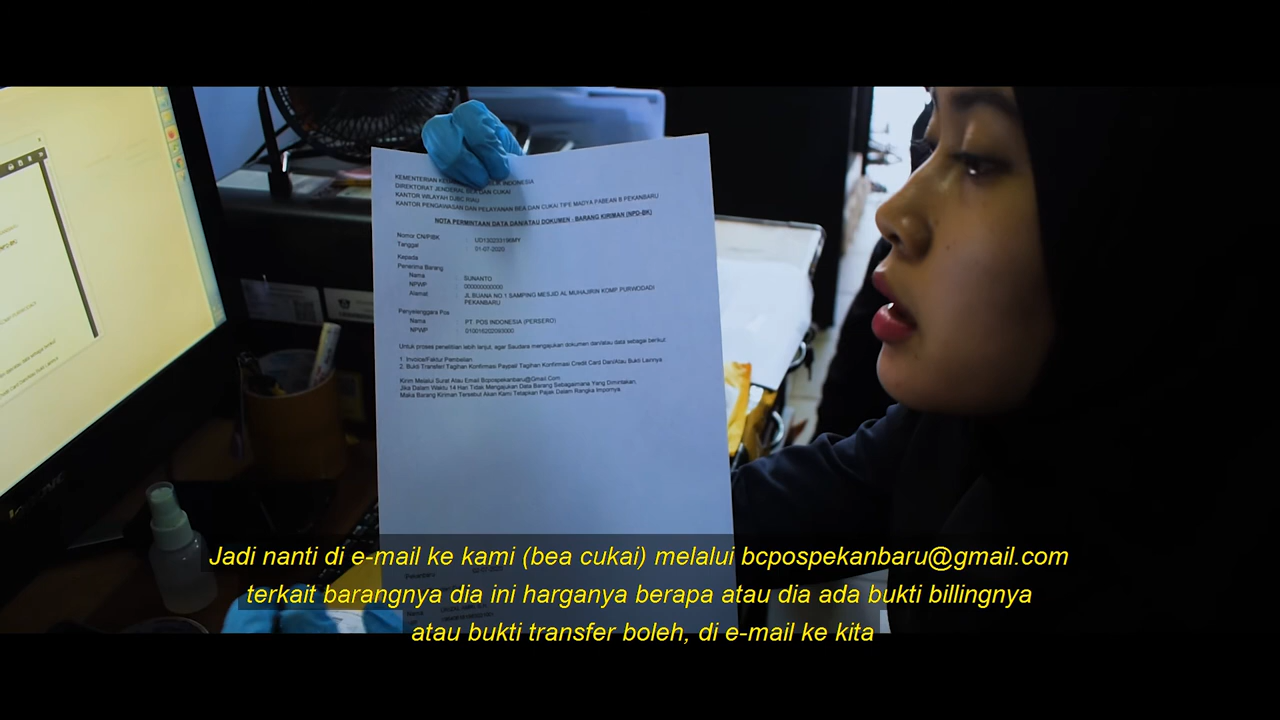 KEMENTERIAN INDONESIA
DIREKTORAT JENDERAL BEA DAN CUKAI
KANTOR WILAYAH DJBC RIAU
KANTOR PENGAWASAN DAN PELAYANAN BEA DAN CUKAI TIPE MADYA PABEAN B PEKANBARU
NOTA PERMINTAAN DATA DAN/ATAU DOKUMEN - BARANG KIRIMAN (NPD-BK)
Nomor CN/PIBK : UD130233196MY
Tanggal : 01-07-2020
Kepada
Penerima Barang
Nama : SUNANTO
NPWP : 000000000000
Alamat : JL BUANA NO 1 SAMPING MESJID AL MUHAJIRIN KOMP PURWODADI
PEKANBARU
Penyelenggara Pos
Nama : PT. POS INDONESIA (PERSERO)
NPWP : 010016202093000
Untuk proses penelitian lebih lanjut, agar Saudara mengajukan dokumen dan/atau data sebagai berikut:
1. Invoice/Faktur Pembelian.
2. Bukti Transfer/ Tagihan Konfirmasi Paypal/ Tagihan Konfirmasi Credit Card Dan/Atau Bukti Lainnya
Kirim Melalui Surat Atau Email Bcpospekanbaru@Gmail.Com
Jika Dalam Waktu 14 Hari Tidak Mengajukan Data Barang Sebagaimana Yang Dimintakan,
Maka Barang Kiriman Tersebut Akan Kami Tetapkan Pajak Dalam Rangka Impornya
Jadi nanti di e-mail ke kami (bea cukai) melalui bcpospekanbaru@gmail.com
terkait barangnya dia ini harganya berapa atau dia ada bukti billingnya
atau bukti transfer boleh, di e-mail ke kita